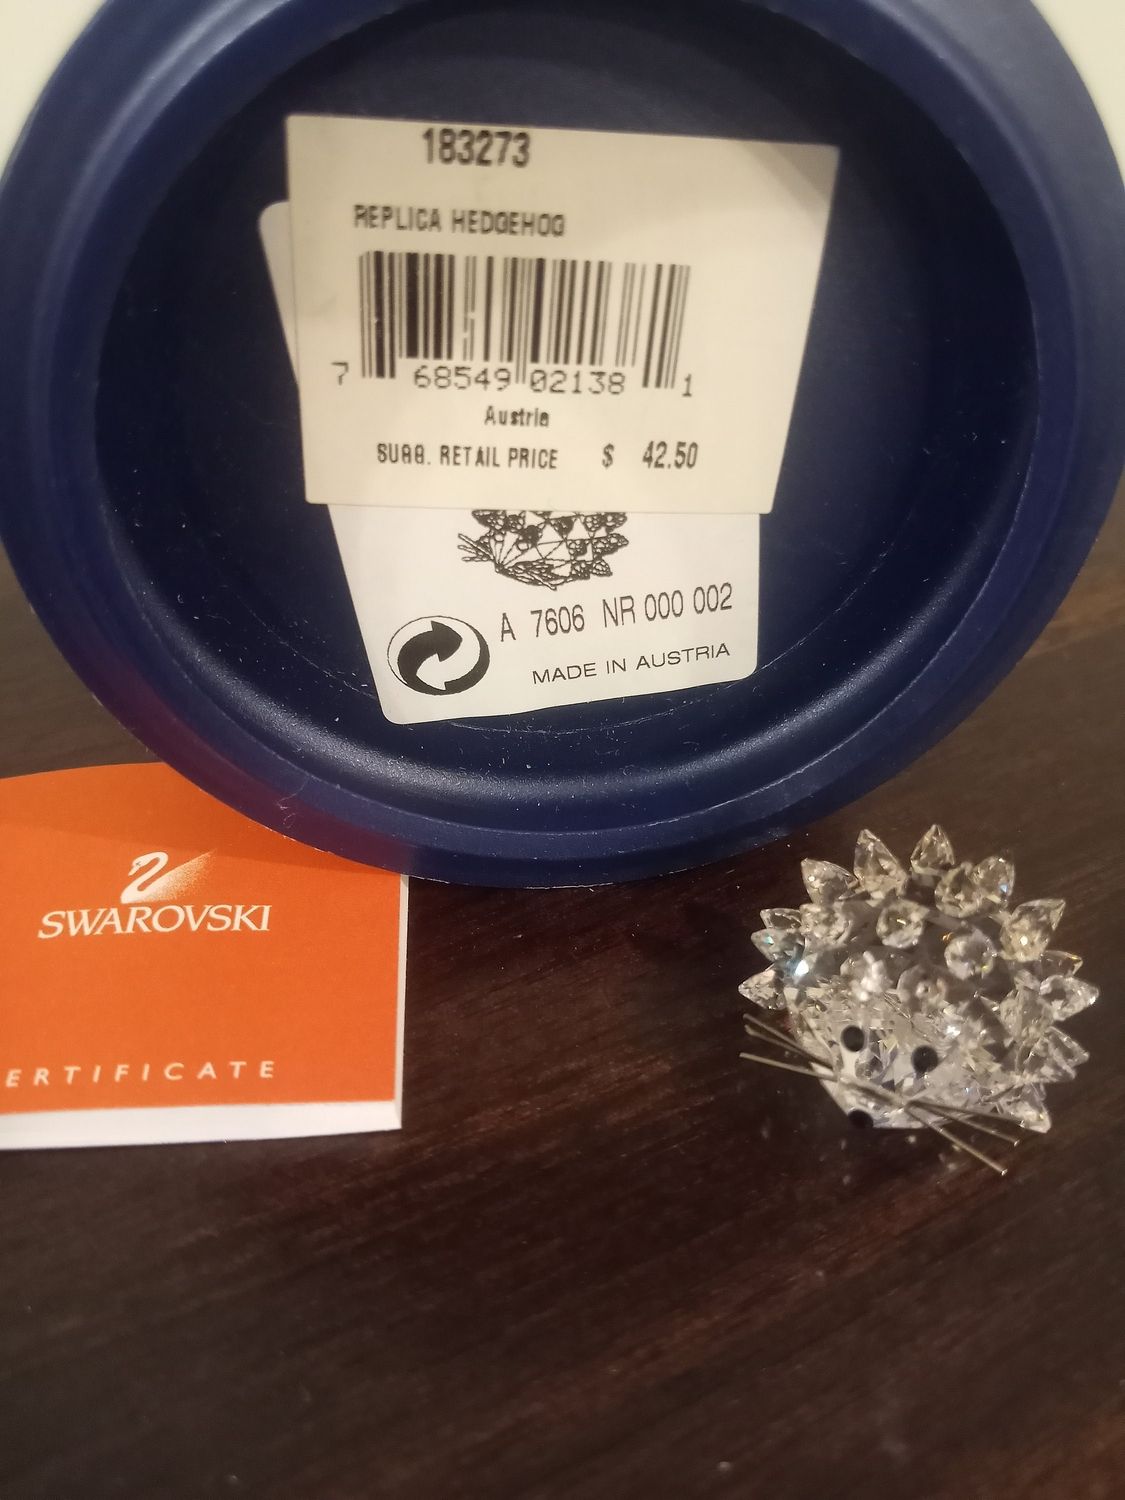 183273
REPLICA HEDGEHOG
7 68549 02138 1
Austria
SUGG. RETAIL PRICE $ 42.50
A 7606 NR 000 002
MADE IN AUSTRIA
SWAROVSKI
ERTIFICATE